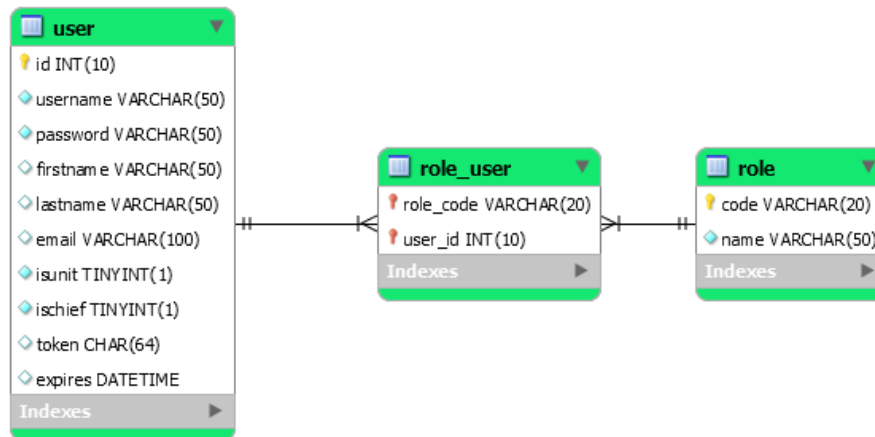 user
id INT(10)
username VARCHAR(50)
password VARCHAR(50)
firstname VARCHAR(50)
lastname VARCHAR(50)
email VARCHAR(100)
isunit TINYINT(1)
ischief TINYINT(1)
token CHAR(64)
expires DATETIME
Indexes
role_user
role_code VARCHAR(20)
user_id INT(10)
Indexes
role
code VARCHAR(20)
name VARCHAR(50)
Indexes